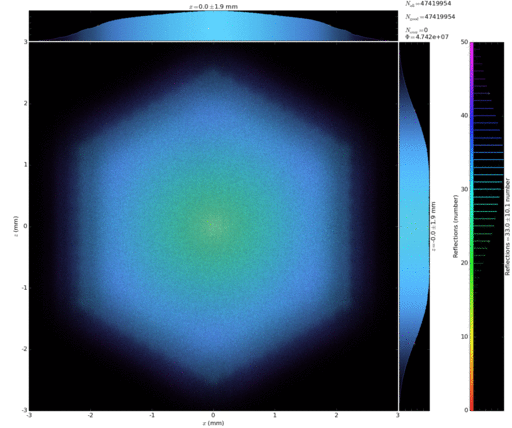 x=0.0±1.9 mm
N_alt=47419954
N_good=47419954
N_over=0
Φ=4.742e+07
3
2
1
0
-1
-2
-3
z (mm)
-3
-2
-1
0
1
2
3
x (mm)
z=-0.0±1.9 mm
50
40
30
20
10
0
Reflections (number)
Reflections=33.0±10.1 number